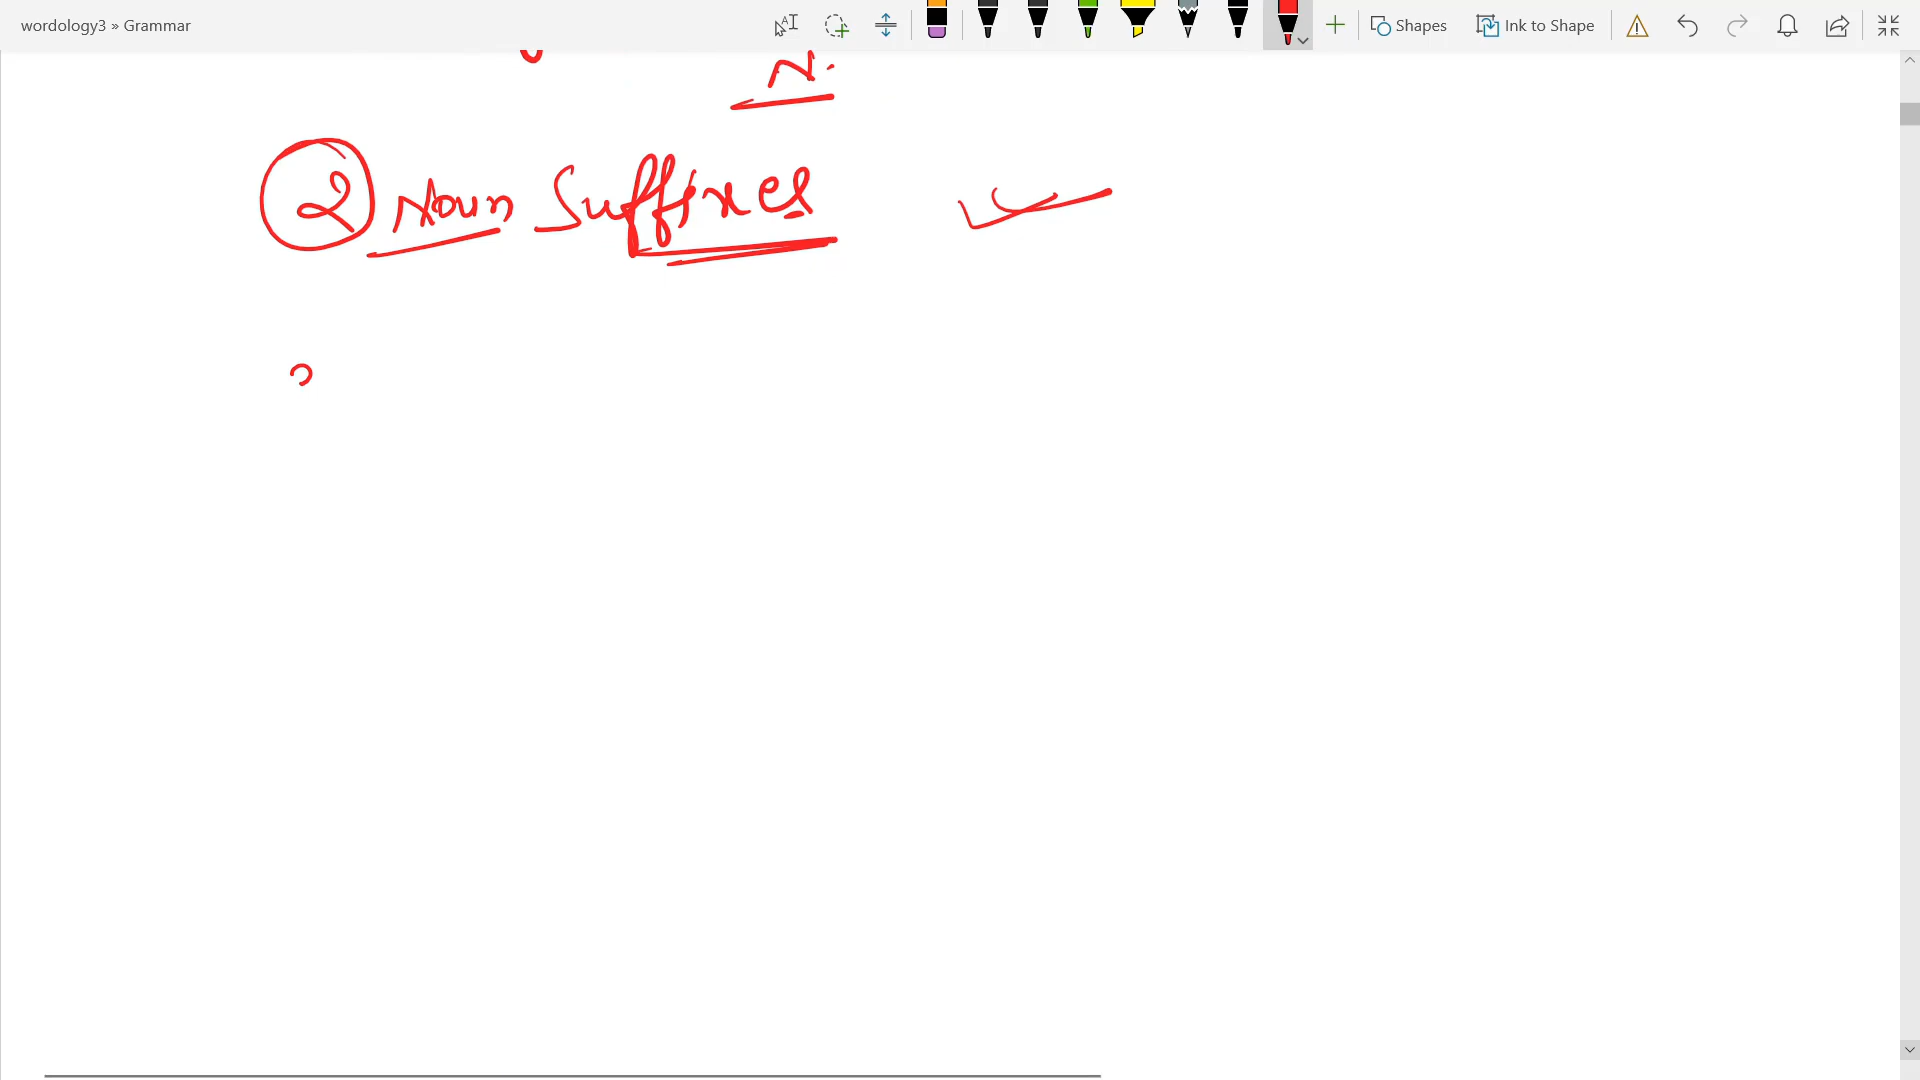 wordology3 » Grammar
Shapes
Ink to Shape
N.
2 Noun Suffixes